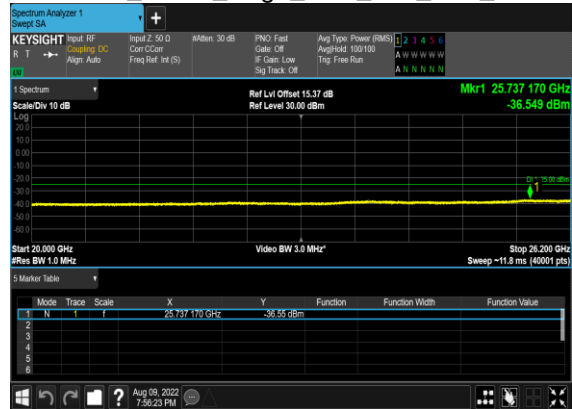 Spectrum Analyzer 1
Swept SA
+
KEYSIGHT Input: RF Input Z: 50 Ω #Atten: 30 dB PNO: Fast Avg Type: Power (RMS) 1 2 3 4 5 6
R T Coupling: DC Corr CCorr Gate: Off Avg|Hold: 100/100 A W W W W W
Align: Auto Freq Ref: Int (S) IF Gain: Low Trig: Free Run
Sig Track: Off A N N N N N
1 Spectrum Ref Lvl Offset 15.37 dB Mkr1 25.737 170 GHz
Scale/Div 10 dB Ref Level 30.00 dBm -36.549 dBm
Log
20.0
10.0
0.00
-10.0
-20.0
-30.0
-40.0
-50.0
-60.0
1
Start 20.000 GHz Video BW 3.0 MHz* Stop 26.200 GHz
#Res BW 1.0 MHz Sweep ~11.8 ms (40001 pts)
5 Marker Table
Mode Trace Scale X Y Function Function Width Function Value
1 N 1 f 25.737 170 GHz -36.55 dBm
2
3
4
5
6
? Aug 09, 2022
7:56:23 PM